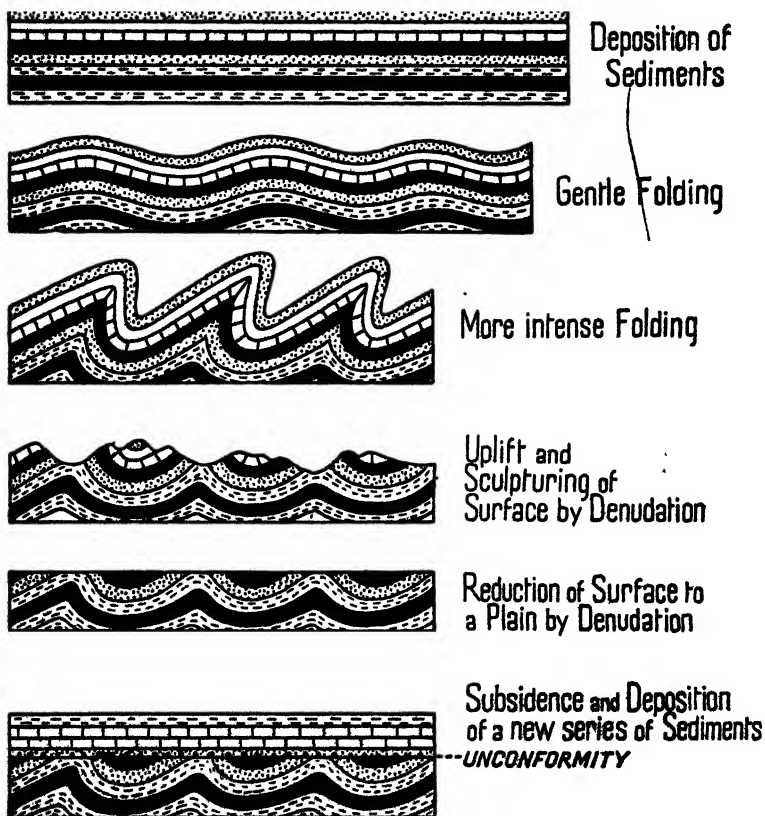 Deposition of
Sediments
Gentle Folding
More intense Folding
Uplift and
Sculpturing of
Surface by Denudation
Reduction of Surface to
a Plain by Denudation
Subsidence and Deposition
of a new series of Sediments
UNCONFORMITY